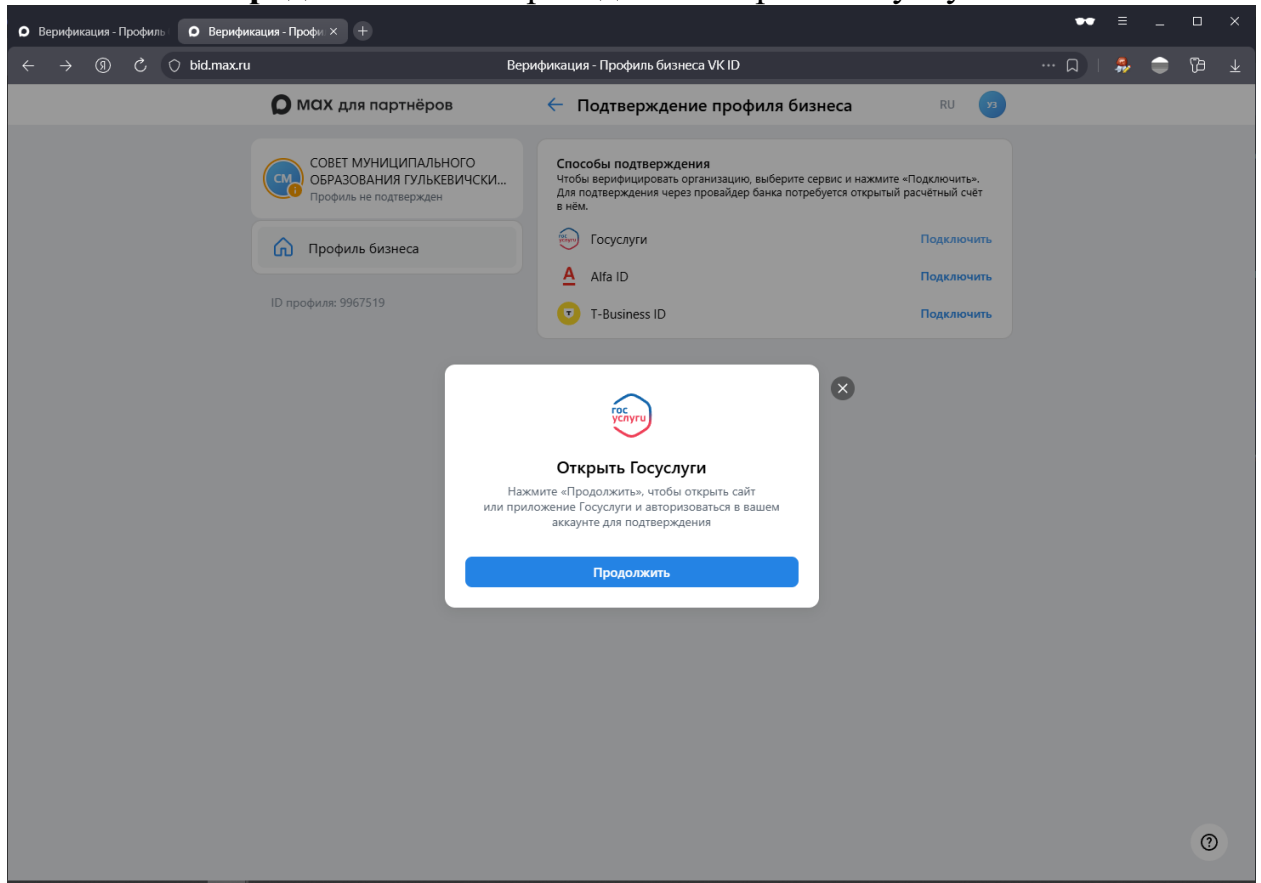 Верификация - Профиль
Верификация - Профи
bid.max.ru
Верификация - Профиль бизнеса VK ID
max для партнёров
Подтверждение профиля бизнеса
RU
УЗ
СМ
СОВЕТ МУНИЦИПАЛЬНОГО
ОБРАЗОВАНИЯ ГУЛЬКЕВИЧСКИ...
Профиль не подтвержден
Профиль бизнеса
ID профиля: 9967519
Способы подтверждения
Чтобы верифицировать организацию, выберите сервис и нажмите «Подключить».
Для подтверждения через провайдер банка потребуется открытый расчётный счёт
в нём.
Госуслуги
Подключить
Alfa ID
Подключить
T-Business ID
Подключить
гос
услуги
Открыть Госуслуги
Нажмите «Продолжить», чтобы открыть сайт
или приложение Госуслуги и авторизоваться в вашем
аккаунте для подтверждения
Продолжить